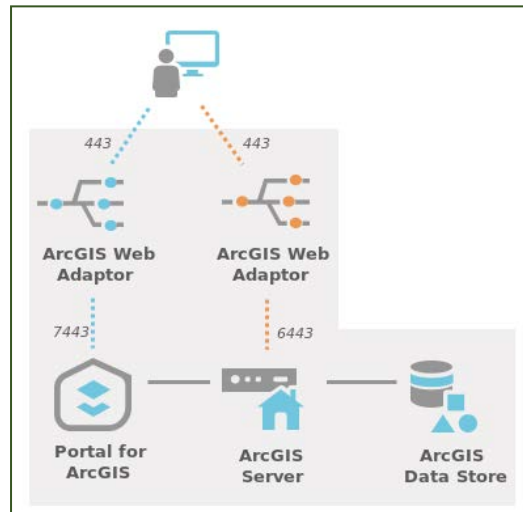 443
443
ArcGIS Web
Adaptor
ArcGIS Web
Adaptor
7443
6443
Portal for
ArcGIS
ArcGIS
Server
ArcGIS
Data Store